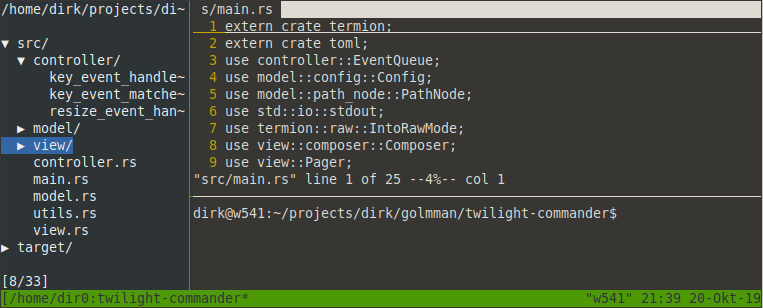 /home/dirk/projects/di~
▼ src/
▼ controller/
key_event_handle~
key_event_matche~
resize_event_han~
▶ model/
▶ view/
controller.rs
main.rs
model.rs
utils.rs
view.rs
▶ target/
[8/33]
s/main.rs
1 extern crate termion;
2 extern crate toml;
3 use controller::EventQueue;
4 use model::config::Config;
5 use model::path_node::PathNode;
6 use std::io::stdout;
7 use termion::raw::IntoRawMode;
8 use view::composer::Composer;
9 use view::Pager;
"src/main.rs" line 1 of 25 --4%-- col 1
dirk@w541:~/projects/dirk/golmman/twilight-commander$
[/home/dir0:twilight-commander* "w541" 21:39 20-Okt-19